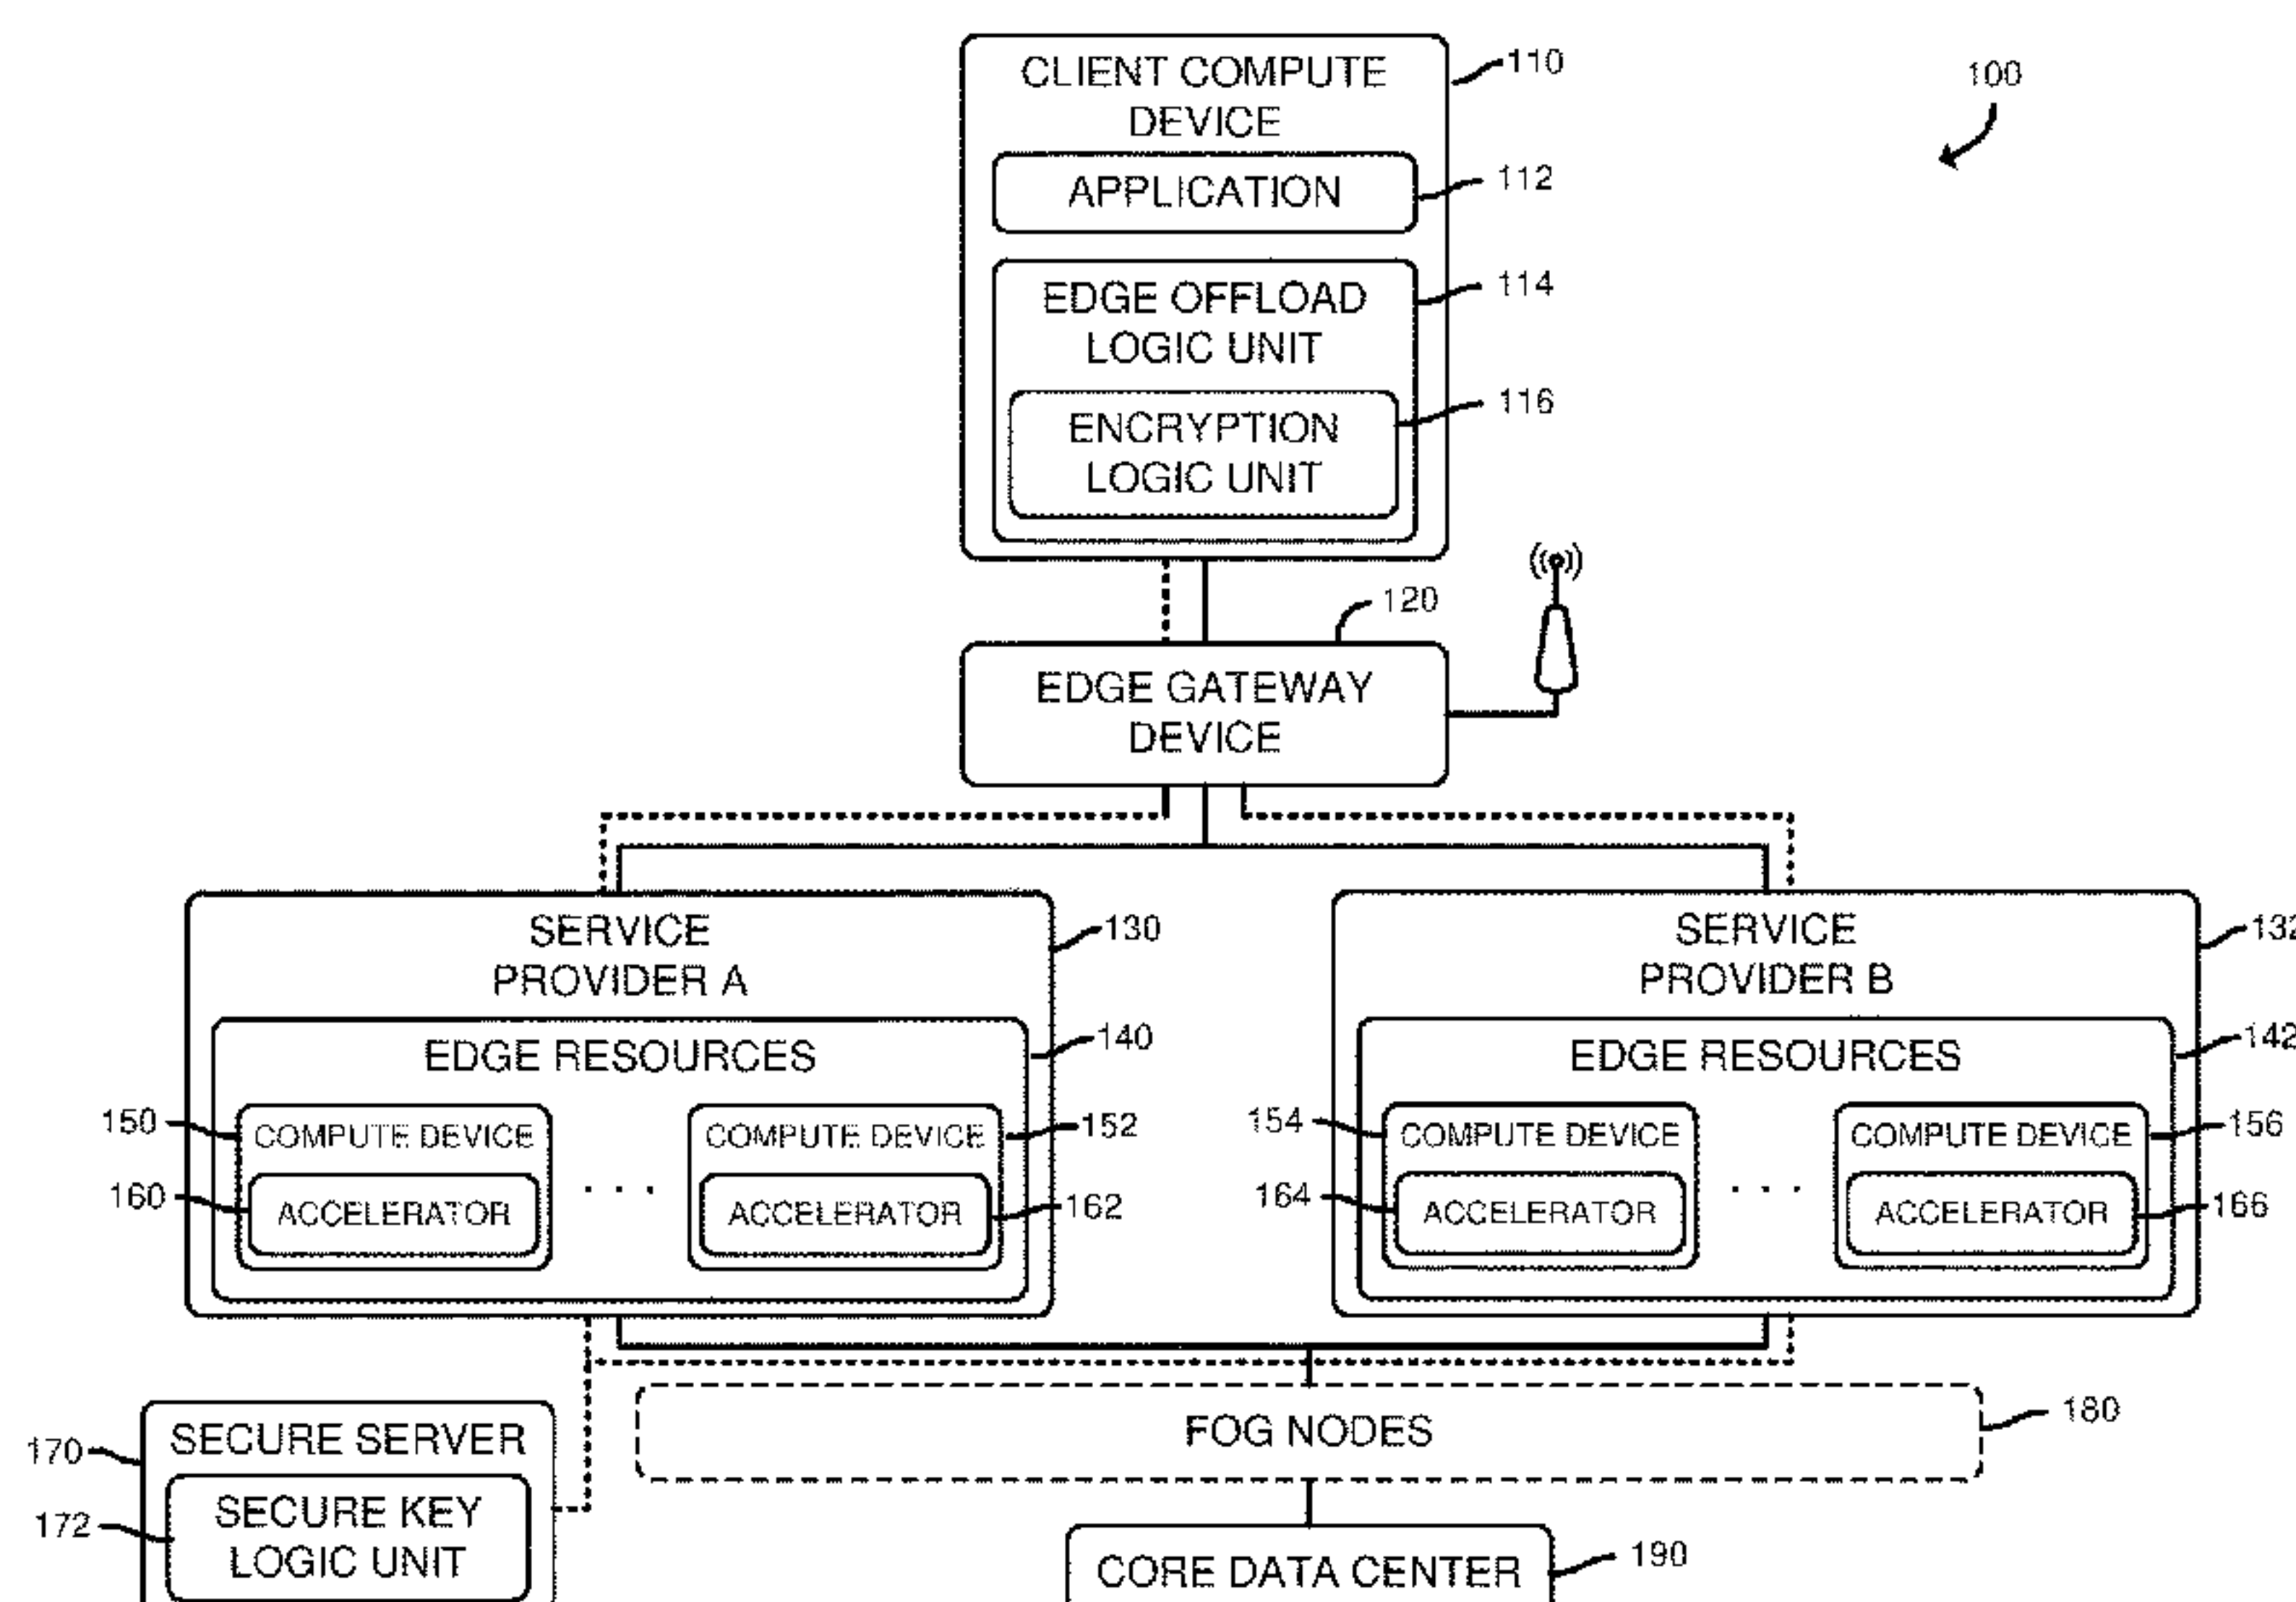 CLIENT COMPUTE
DEVICE
110
100
APPLICATION
112
EDGE OFFLOAD
LOGIC UNIT
114
ENCRYPTION
LOGIC UNIT
116
120
EDGE GATEWAY
DEVICE
SERVICE
PROVIDER A
130
EDGE RESOURCES
140
150
COMPUTE DEVICE
160
ACCELERATOR
. . .
COMPUTE DEVICE
152
ACCELERATOR
162
SERVICE
PROVIDER B
132
EDGE RESOURCES
142
154
COMPUTE DEVICE
164
ACCELERATOR
. . .
COMPUTE DEVICE
156
ACCELERATOR
166
170
SECURE SERVER
172
SECURE KEY
LOGIC UNIT
FOG NODES
180
CORE DATA CENTER
190